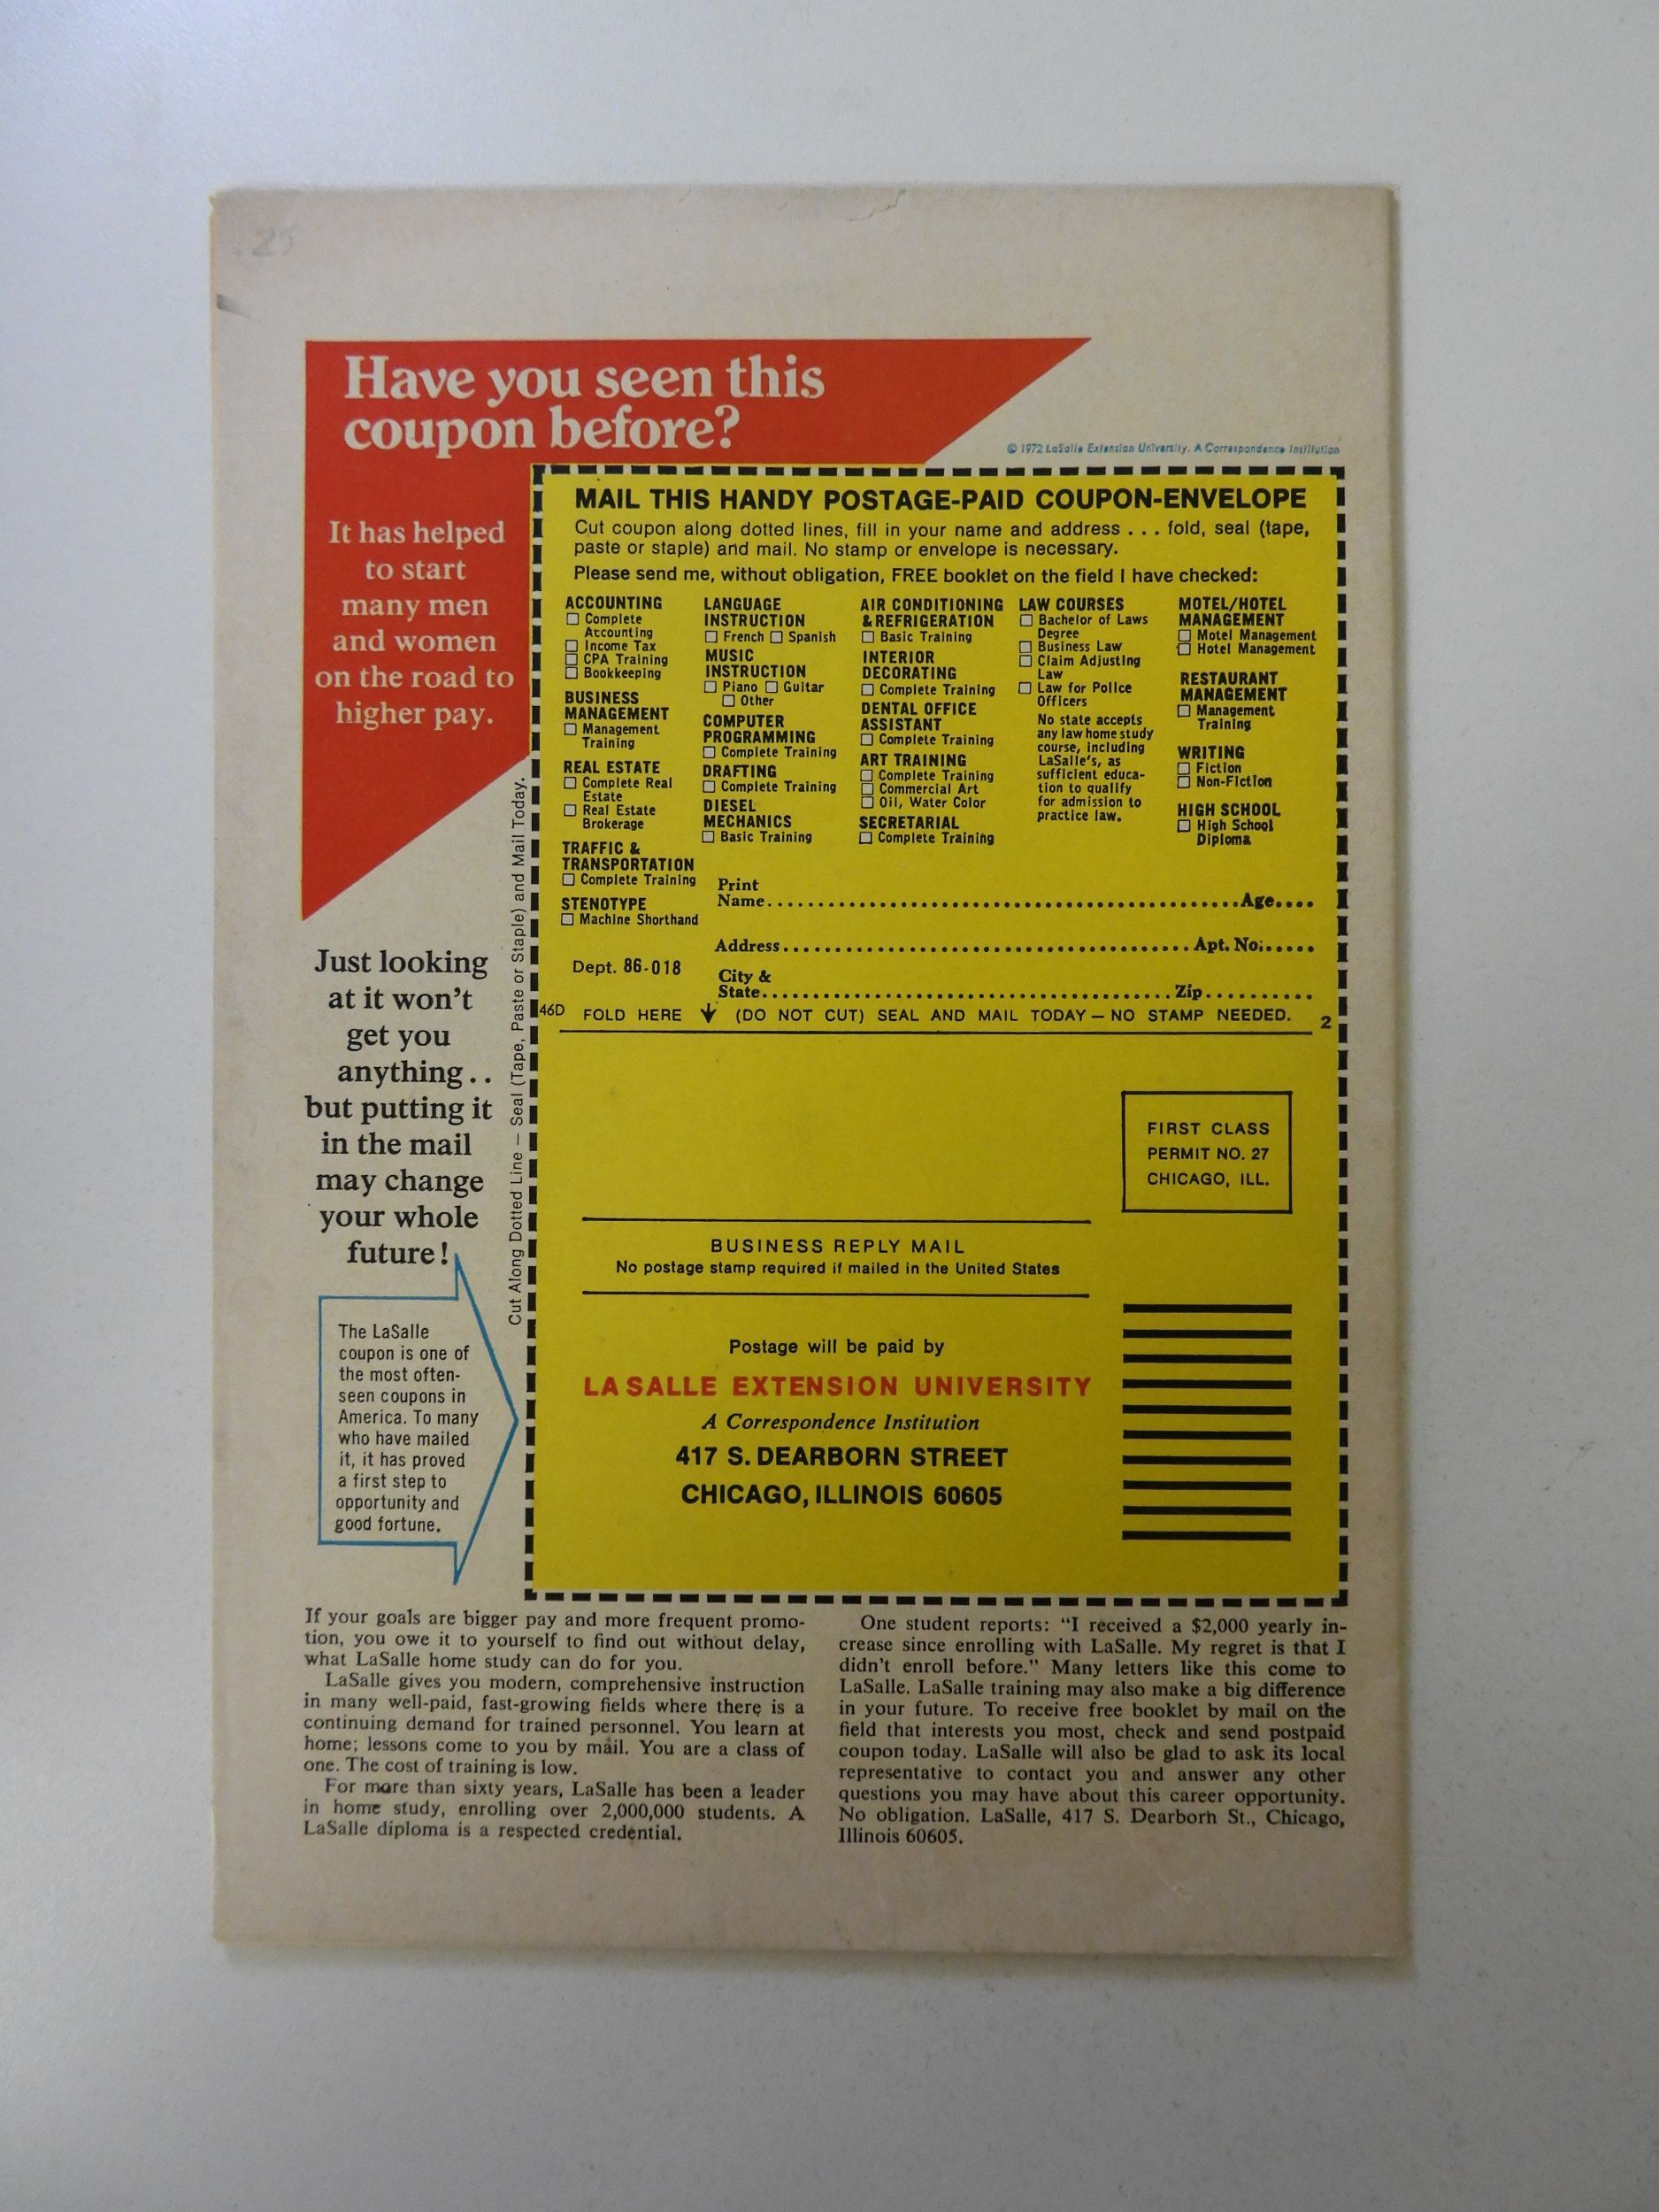 .25
Have you seen this
coupon before?
© 1972 LaSalle Extension University. A Correspondence Institution
It has helped
to start
many men
and women
on the road to
higher pay.
Just looking
at it won't
get you
anything..
but putting it
in the mail
may change
your whole
future!
The LaSalle
coupon is one of
the most often-
seen coupons in
America. To many
who have mailed
it, it has proved
a first step to
opportunity and
good fortune.
Cut Along Dotted Line — Seal (Tape, Paste or Staple) and Mail Today.
MAIL THIS HANDY POSTAGE-PAID COUPON-ENVELOPE
Cut coupon along dotted lines, fill in your name and address . . . fold, seal (tape,
paste or staple) and mail. No stamp or envelope is necessary.
Please send me, without obligation, FREE booklet on the field I have checked:
ACCOUNTING
☐ Complete
Accounting
☐ Income Tax
☐ CPA Training
☐ Bookkeeping
BUSINESS
MANAGEMENT
☐ Management
Training
REAL ESTATE
☐ Complete Real
Estate
☐ Real Estate
Brokerage
TRAFFIC &
TRANSPORTATION
☐ Complete Training
STENOTYPE
☐ Machine Shorthand
LANGUAGE
INSTRUCTION
☐ French ☐ Spanish
MUSIC
INSTRUCTION
☐ Piano ☐ Guitar
☐ Other
COMPUTER
PROGRAMMING
☐ Complete Training
DRAFTING
☐ Complete Training
DIESEL
MECHANICS
☐ Basic Training
AIR CONDITIONING
& REFRIGERATION
☐ Basic Training
INTERIOR
DECORATING
☐ Complete Training
DENTAL OFFICE
ASSISTANT
☐ Complete Training
ART TRAINING
☐ Complete Training
☐ Commercial Art
☐ Oil, Water Color
SECRETARIAL
☐ Complete Training
LAW COURSES
☐ Bachelor of Laws
Degree
☐ Business Law
☐ Claim Adjusting
Law
☐ Law for Police
Officers
No state accepts
any law home study
course, including
LaSalle's, as
sufficient educa-
tion to qualify
for admission to
practice law.
MOTEL/HOTEL
MANAGEMENT
☐ Motel Management
☐ Hotel Management
RESTAURANT
MANAGEMENT
☐ Management
Training
WRITING
☐ Fiction
☐ Non-Fiction
HIGH SCHOOL
☐ High School
Diploma
Print
Name........................................Age....
Address........................................Apt. No......
Dept. 86-018
City &
State........................................Zip..........
46D FOLD HERE ↓ (DO NOT CUT) SEAL AND MAIL TODAY — NO STAMP NEEDED. 2
FIRST CLASS
PERMIT NO. 27
CHICAGO, ILL.
BUSINESS REPLY MAIL
No postage stamp required if mailed in the United States
Postage will be paid by
LA SALLE EXTENSION UNIVERSITY
A Correspondence Institution
417 S. DEARBORN STREET
CHICAGO, ILLINOIS 60605
If your goals are bigger pay and more frequent promo-
tion, you owe it to yourself to find out without delay,
what LaSalle home study can do for you.
LaSalle gives you modern, comprehensive instruction
in many well-paid, fast-growing fields where there is a
continuing demand for trained personnel. You learn at
home; lessons come to you by mail. You are a class of
one. The cost of training is low.
For more than sixty years, LaSalle has been a leader
in home study, enrolling over 2,000,000 students. A
LaSalle diploma is a respected credential.
One student reports: "I received a $2,000 yearly in-
crease since enrolling with LaSalle. My regret is that I
didn't enroll before." Many letters like this come to
LaSalle. LaSalle training may also make a big difference
in your future. To receive free booklet by mail on the
field that interests you most, check and send postpaid
coupon today. LaSalle will also be glad to ask its local
representative to contact you and answer any other
questions you may have about this career opportunity.
No obligation. LaSalle, 417 S. Dearborn St., Chicago,
Illinois 60605.